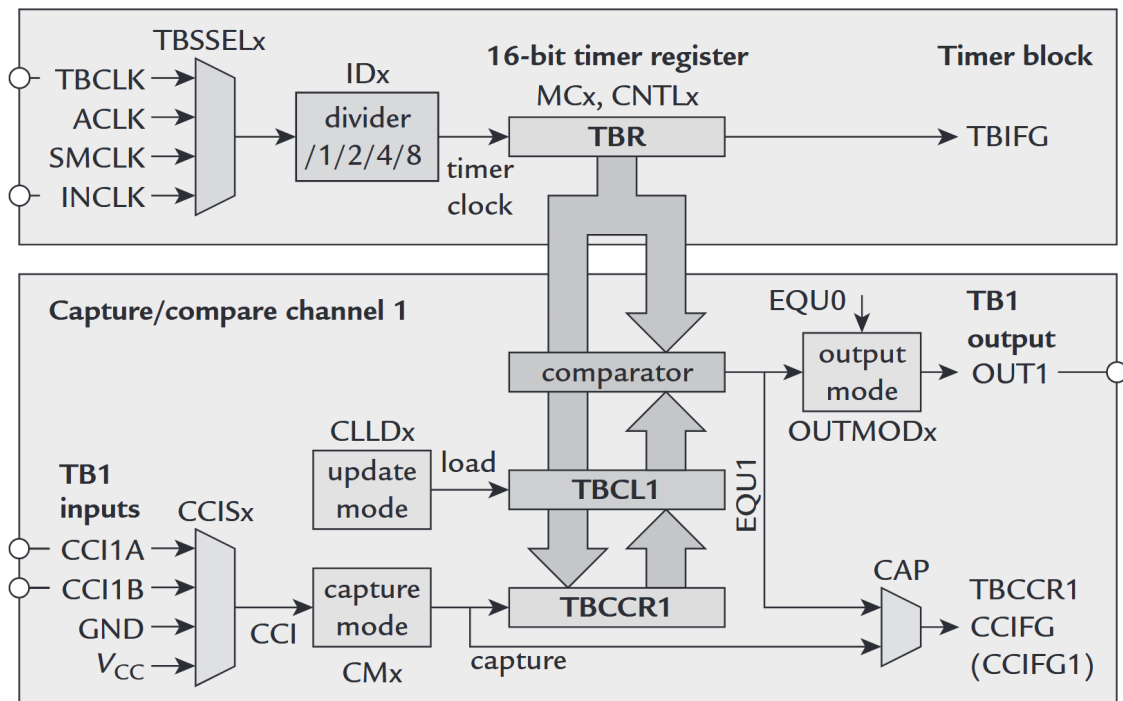 TBSSELx
TBCLK
ACLK
SMCLK
INCLK
IDx
divider
/1/2/4/8
timer
clock
16-bit timer register
MCx, CNTLx
TBR
Timer block
TBIFG
Capture/compare channel 1
EQU0
TB1
output
OUT1
output
mode
OUTMODx
comparator
CLLDx
update
mode
load
TBCL1
EQU1
TB1
inputs
CCISx
CCI1A
CCI1B
GND
VCC
CCI
capture
mode
CMx
TBCCR1
capture
CAP
TBCCR1
CCIFG
(CCIFG1)